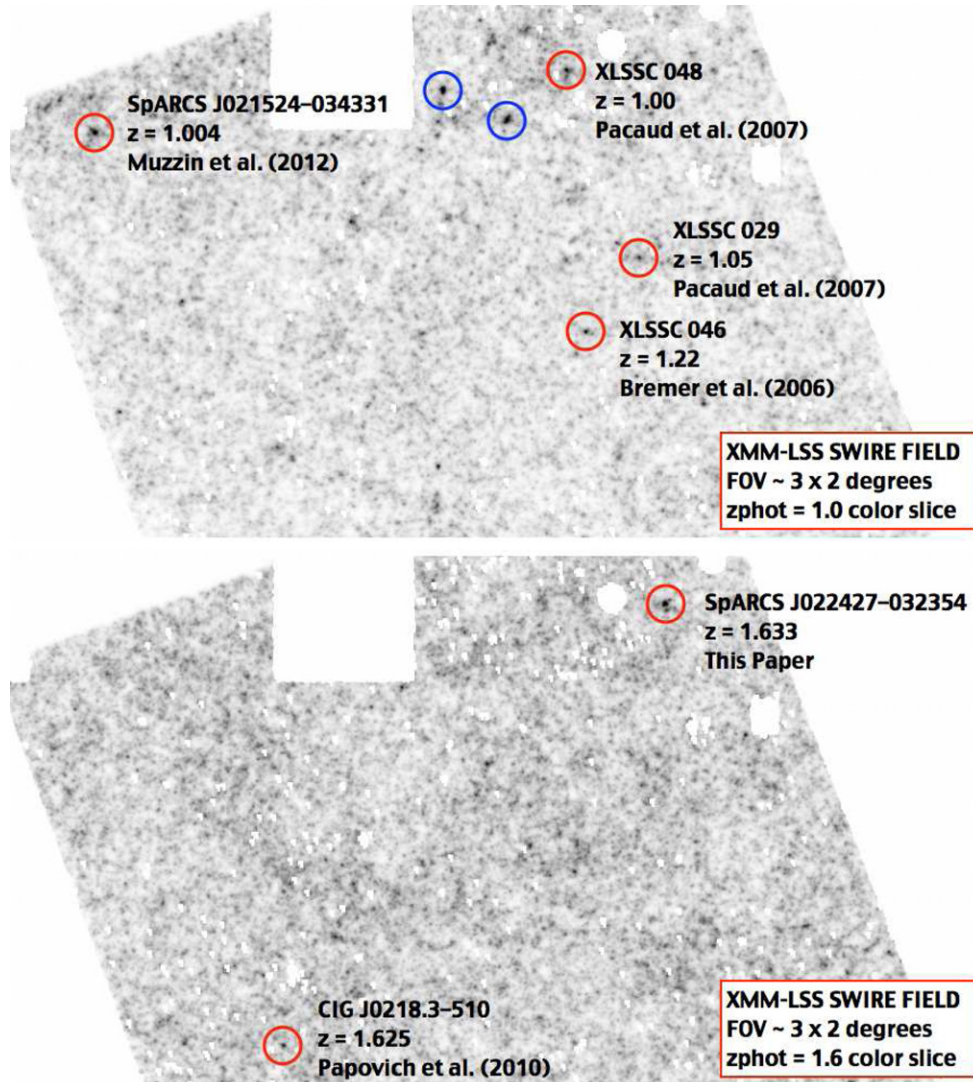 SpARCS J021524–034331
z = 1.004
Muzzin et al. (2012)
XLSSC 048
z = 1.00
Pacaud et al. (2007)
XLSSC 029
z = 1.05
Pacaud et al. (2007)
XLSSC 046
z = 1.22
Bremer et al. (2006)
XMM-LSS SWIRE FIELD
FOV ~ 3 x 2 degrees
zphot = 1.0 color slice
SpARCS J022427–032354
z = 1.633
This Paper
CIG J0218.3–510
z = 1.625
Papovich et al. (2010)
XMM-LSS SWIRE FIELD
FOV ~ 3 x 2 degrees
zphot = 1.6 color slice